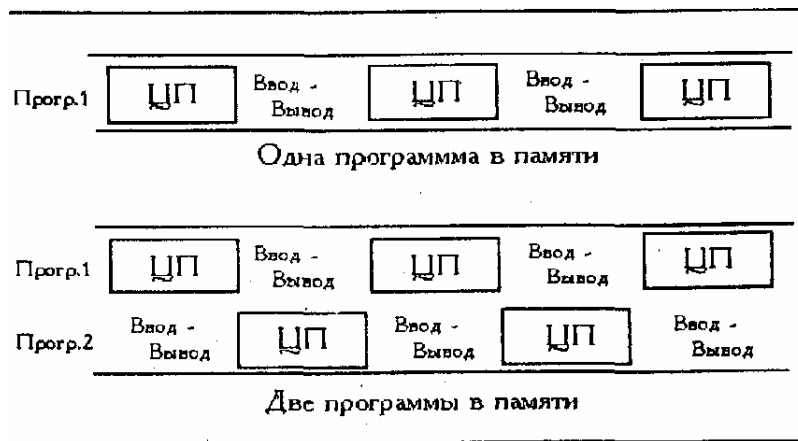 Прогр.1 ЦП Ввод - Вывод ЦП Ввод - Вывод ЦП
Одна программма в памяти
Прогр.1 ЦП Ввод - Вывод ЦП Ввод - Вывод ЦП
Прогр.2 Ввод - Вывод ЦП Ввод - Вывод ЦП Ввод - Вывод
Две программы в памяти